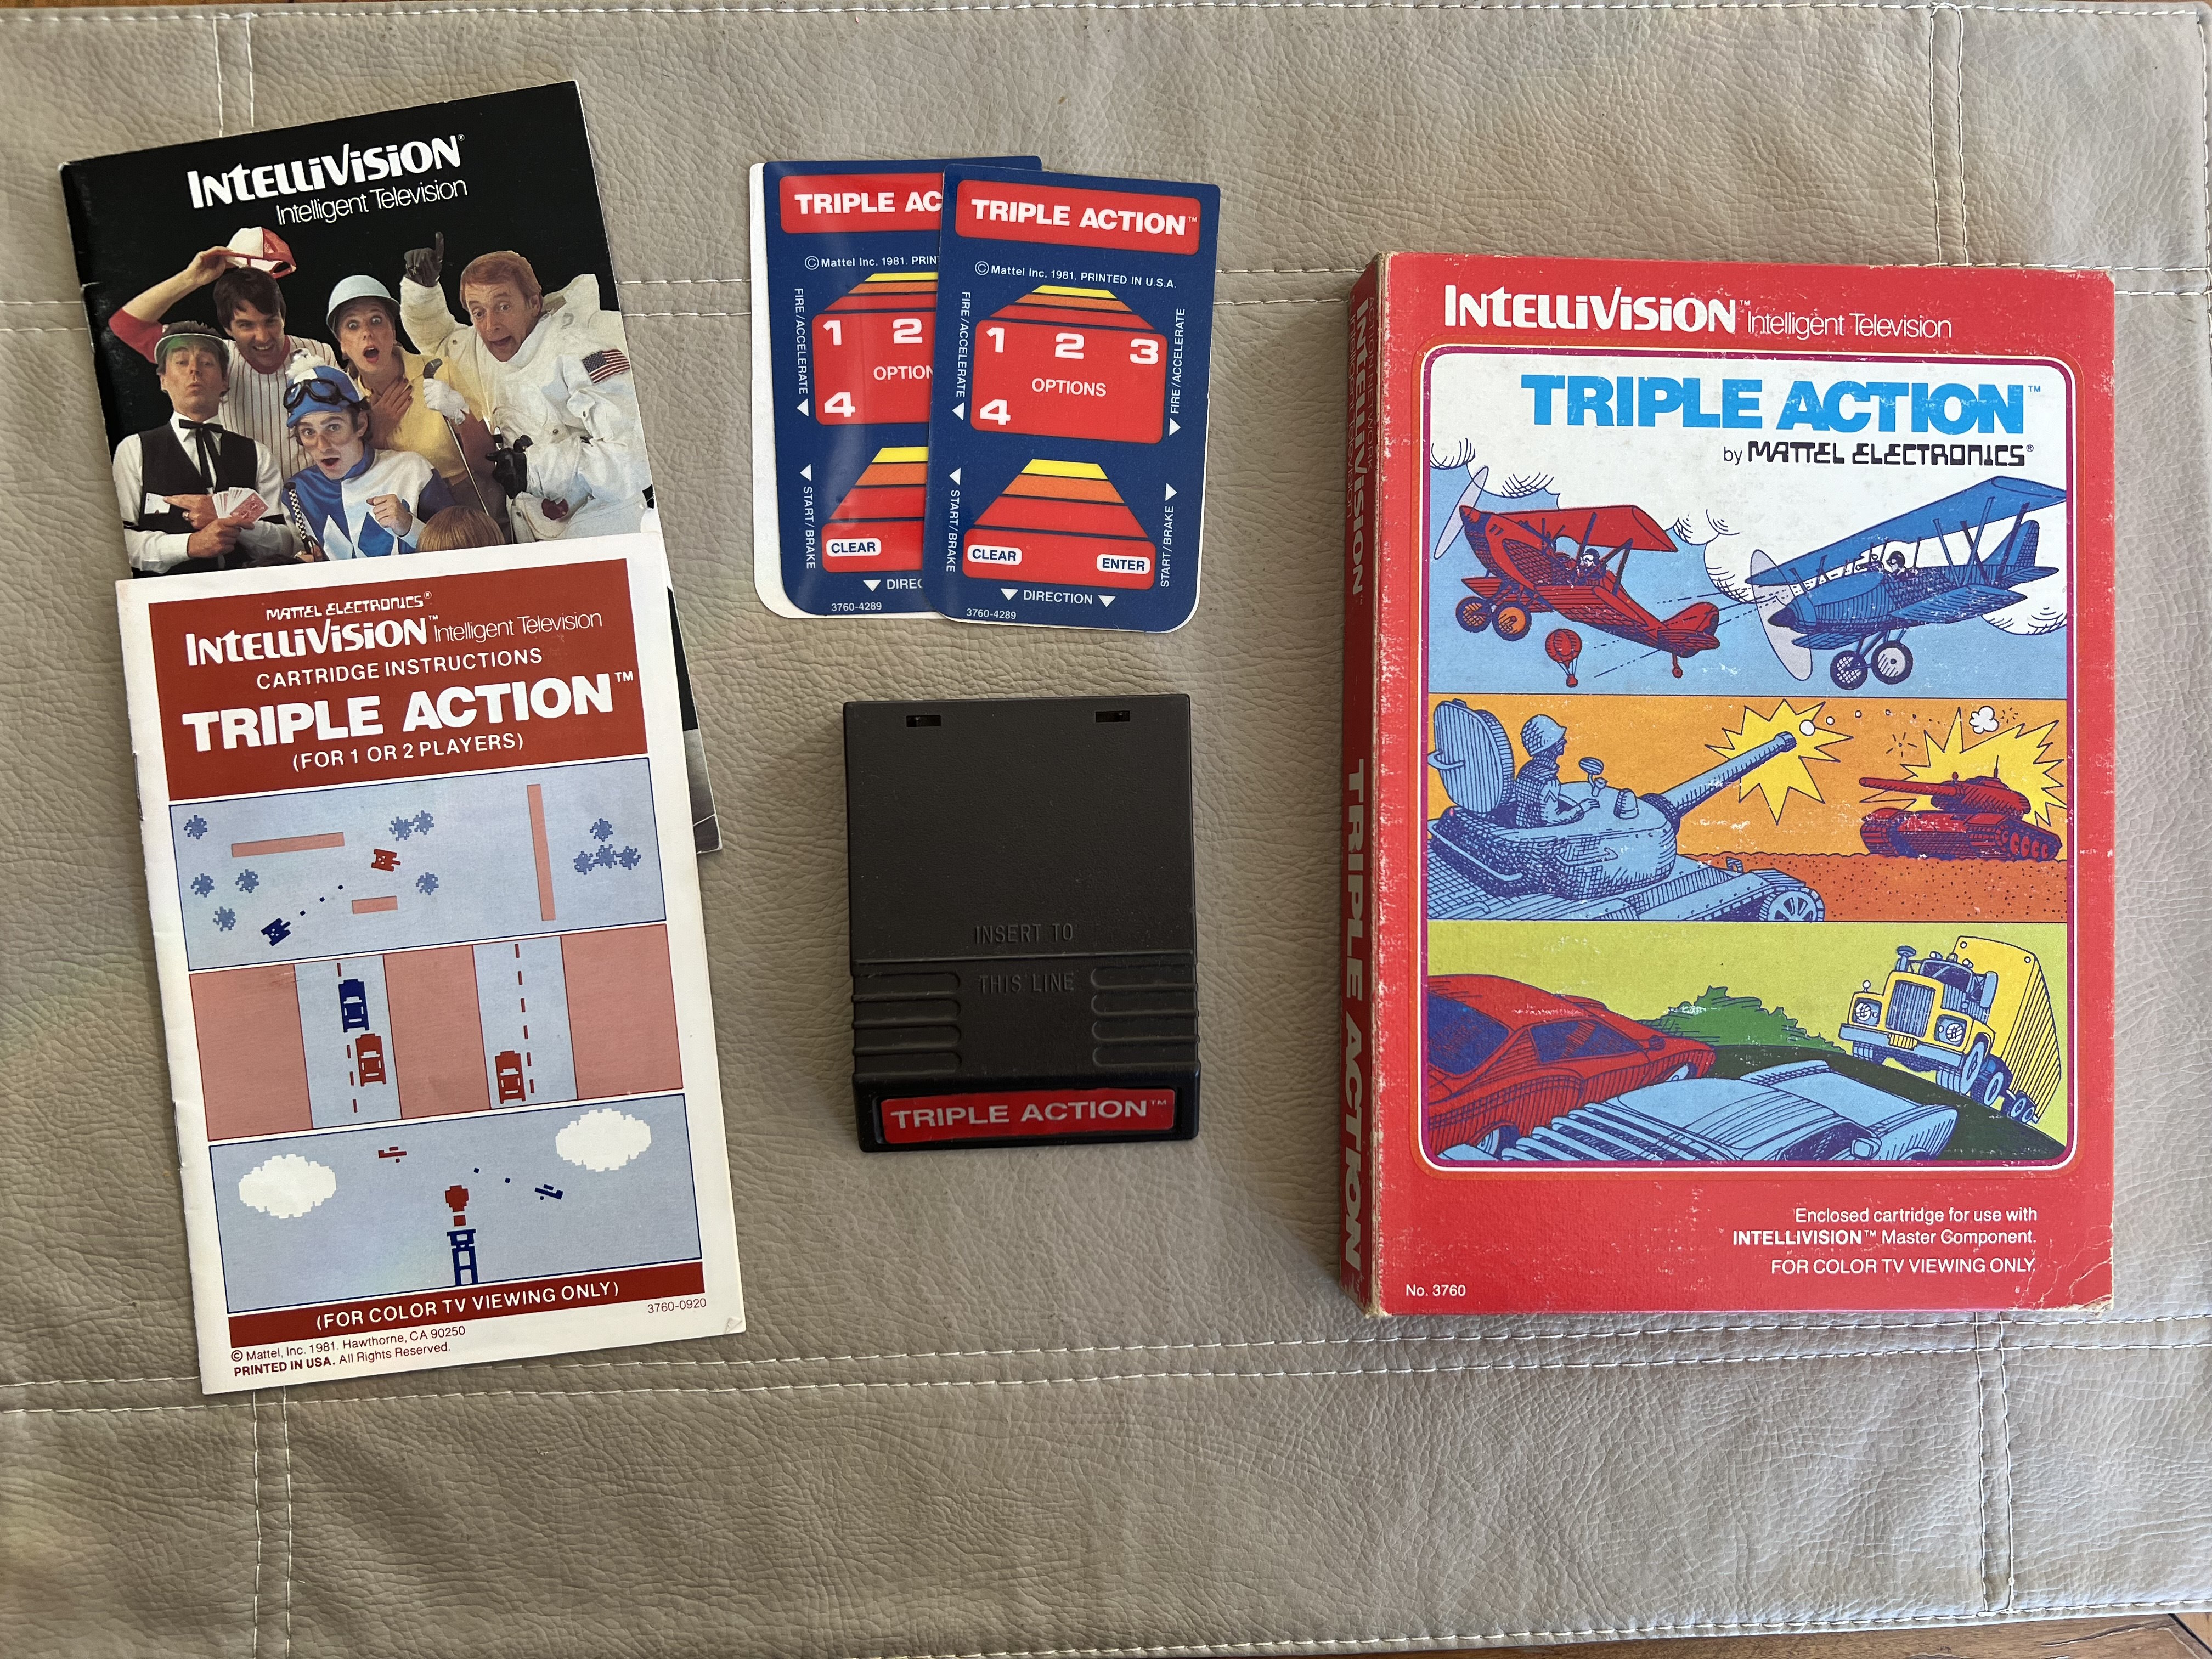 INTELLIVISION®
Intelligent Television
MATTEL ELECTRONICS®
INTELLIVISION™ Intelligent Television
CARTRIDGE INSTRUCTIONS
TRIPLE ACTION™
(FOR 1 OR 2 PLAYERS)
(FOR COLOR TV VIEWING ONLY)
3760-0920
© Mattel, Inc. 1981. Hawthorne, CA 90250
PRINTED IN USA. All Rights Reserved.
TRIPLE AC
© Mattel Inc. 1981. PRIN
FIRE/ACCELERATE
1 2
OPTION
4
START/BRAKE
CLEAR
DIREC
3760-4289
TRIPLE ACTION™
© Mattel Inc. 1981. PRINTED IN U.S.A.
FIRE/ACCELERATE
1 2 3
OPTIONS
4
FIRE/ACCELERATE
START/BRAKE
CLEAR ENTER
START/BRAKE
DIRECTION
3760-4289
INSERT TO
THIS LINE
TRIPLE ACTION™
INTELLIVISION™
TRIPLE ACTION
INTELLIVISION™ Intelligent Television
TRIPLE ACTION™
by MATTEL ELECTRONICS®
Enclosed cartridge for use with
INTELLIVISION™ Master Component.
FOR COLOR TV VIEWING ONLY.
No. 3760